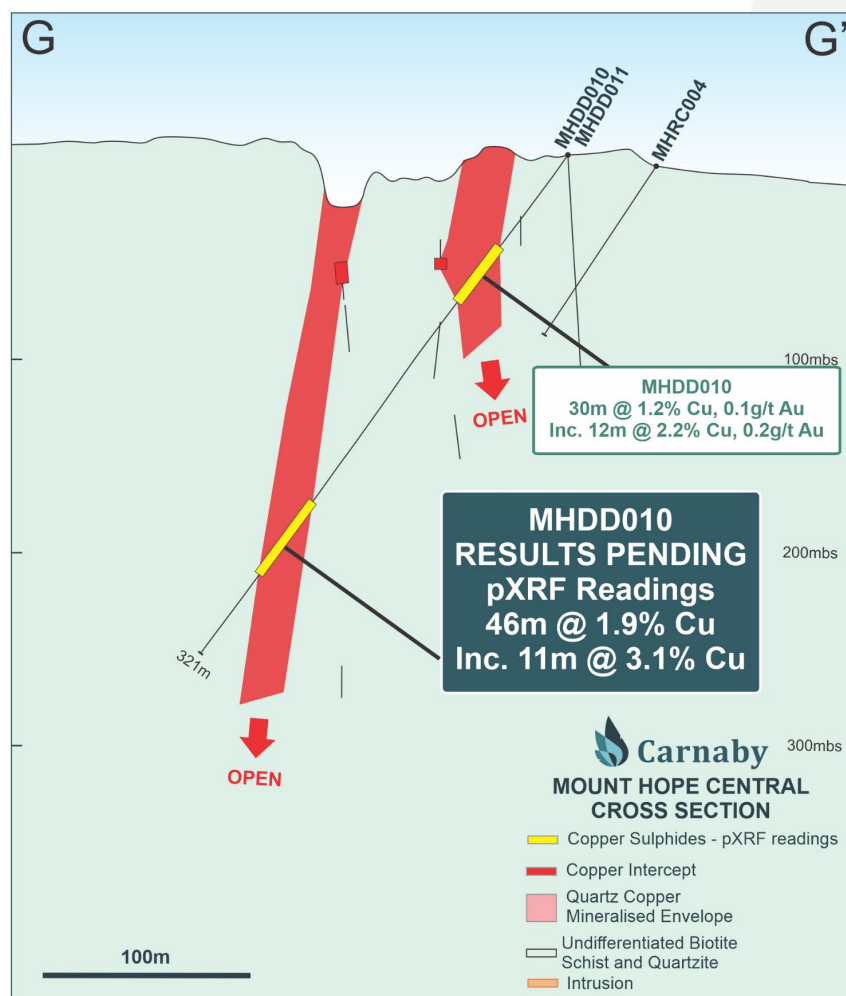 G
G'
MHDD010
MHDD011
MHRC004
100mbs
MHDD010
30m @ 1.2% Cu, 0.1g/t Au
Inc. 12m @ 2.2% Cu, 0.2g/t Au
OPEN
MHDD010
RESULTS PENDING
pXRF Readings
46m @ 1.9% Cu
Inc. 11m @ 3.1% Cu
200mbs
321m
OPEN
300mbs
Carnaby
MOUNT HOPE CENTRAL
CROSS SECTION
Copper Sulphides - pXRF readings
Copper Intercept
Quartz Copper
Mineralised Envelope
Undifferentiated Biotite
Schist and Quartzite
Intrusion
100m